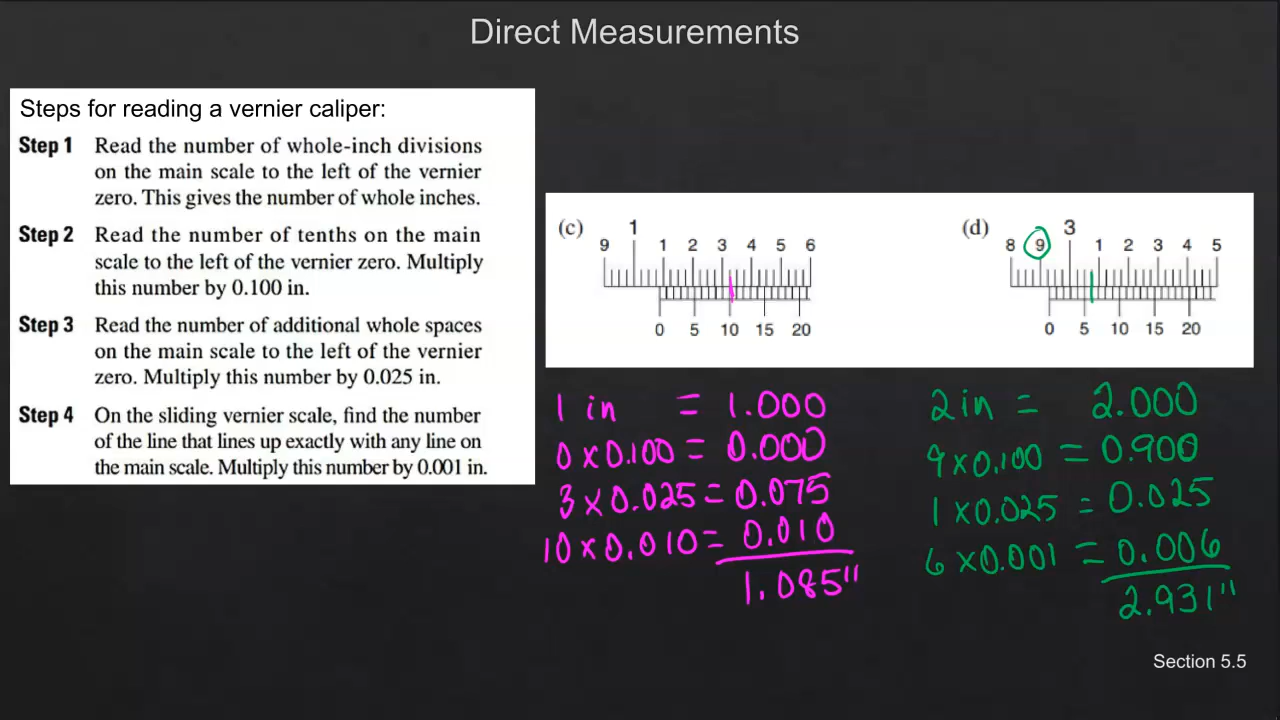 Direct Measurements
Steps for reading a vernier caliper:
Step 1 Read the number of whole-inch divisions
on the main scale to the left of the vernier
zero. This gives the number of whole inches.
Step 2 Read the number of tenths on the main
scale to the left of the vernier zero. Multiply
this number by 0.100 in.
Step 3 Read the number of additional whole spaces
on the main scale to the left of the vernier
zero. Multiply this number by 0.025 in.
Step 4 On the sliding vernier scale, find the number
of the line that lines up exactly with any line on
the main scale. Multiply this number by 0.001 in.
(c)
1
9 1 2 3 4 5 6
0 5 10 15 20
1 in = 1.000
0 x 0.100 = 0.000
3 x 0.025 = 0.075
10 x 0.010 = 0.010
1.085"
(d)
3
8 9 1 2 3 4 5
0 5 10 15 20
2 in = 2.000
9 x 0.100 = 0.900
1 x 0.025 = 0.025
6 x 0.001 = 0.006
2.931"
Section 5.5